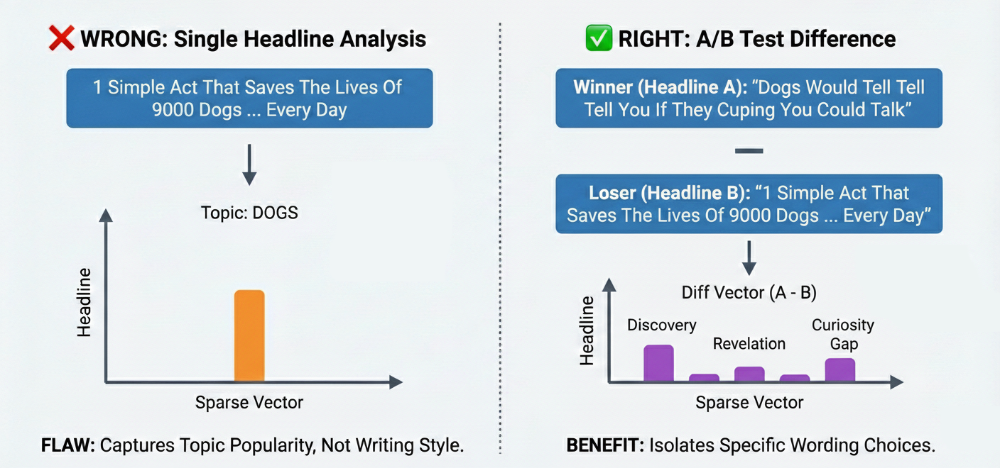 ❌ WRONG: Single Headline Analysis
1 Simple Act That Saves The Lives Of
9000 Dogs ... Every Day
Topic: DOGS
Headline
Sparse Vector
FLAW: Captures Topic Popularity, Not Writing Style.
✅ RIGHT: A/B Test Difference
Winner (Headline A): “Dogs Would Tell Tell
Tell You If They Cuping You Could Talk”
—
Loser (Headline B): “1 Simple Act That
Saves The Lives Of 9000 Dogs ... Every Day”
Diff Vector (A - B)
Headline
Discovery
Revelation
Curiosity
Gap
Sparse Vector
BENEFIT: Isolates Specific Wording Choices.